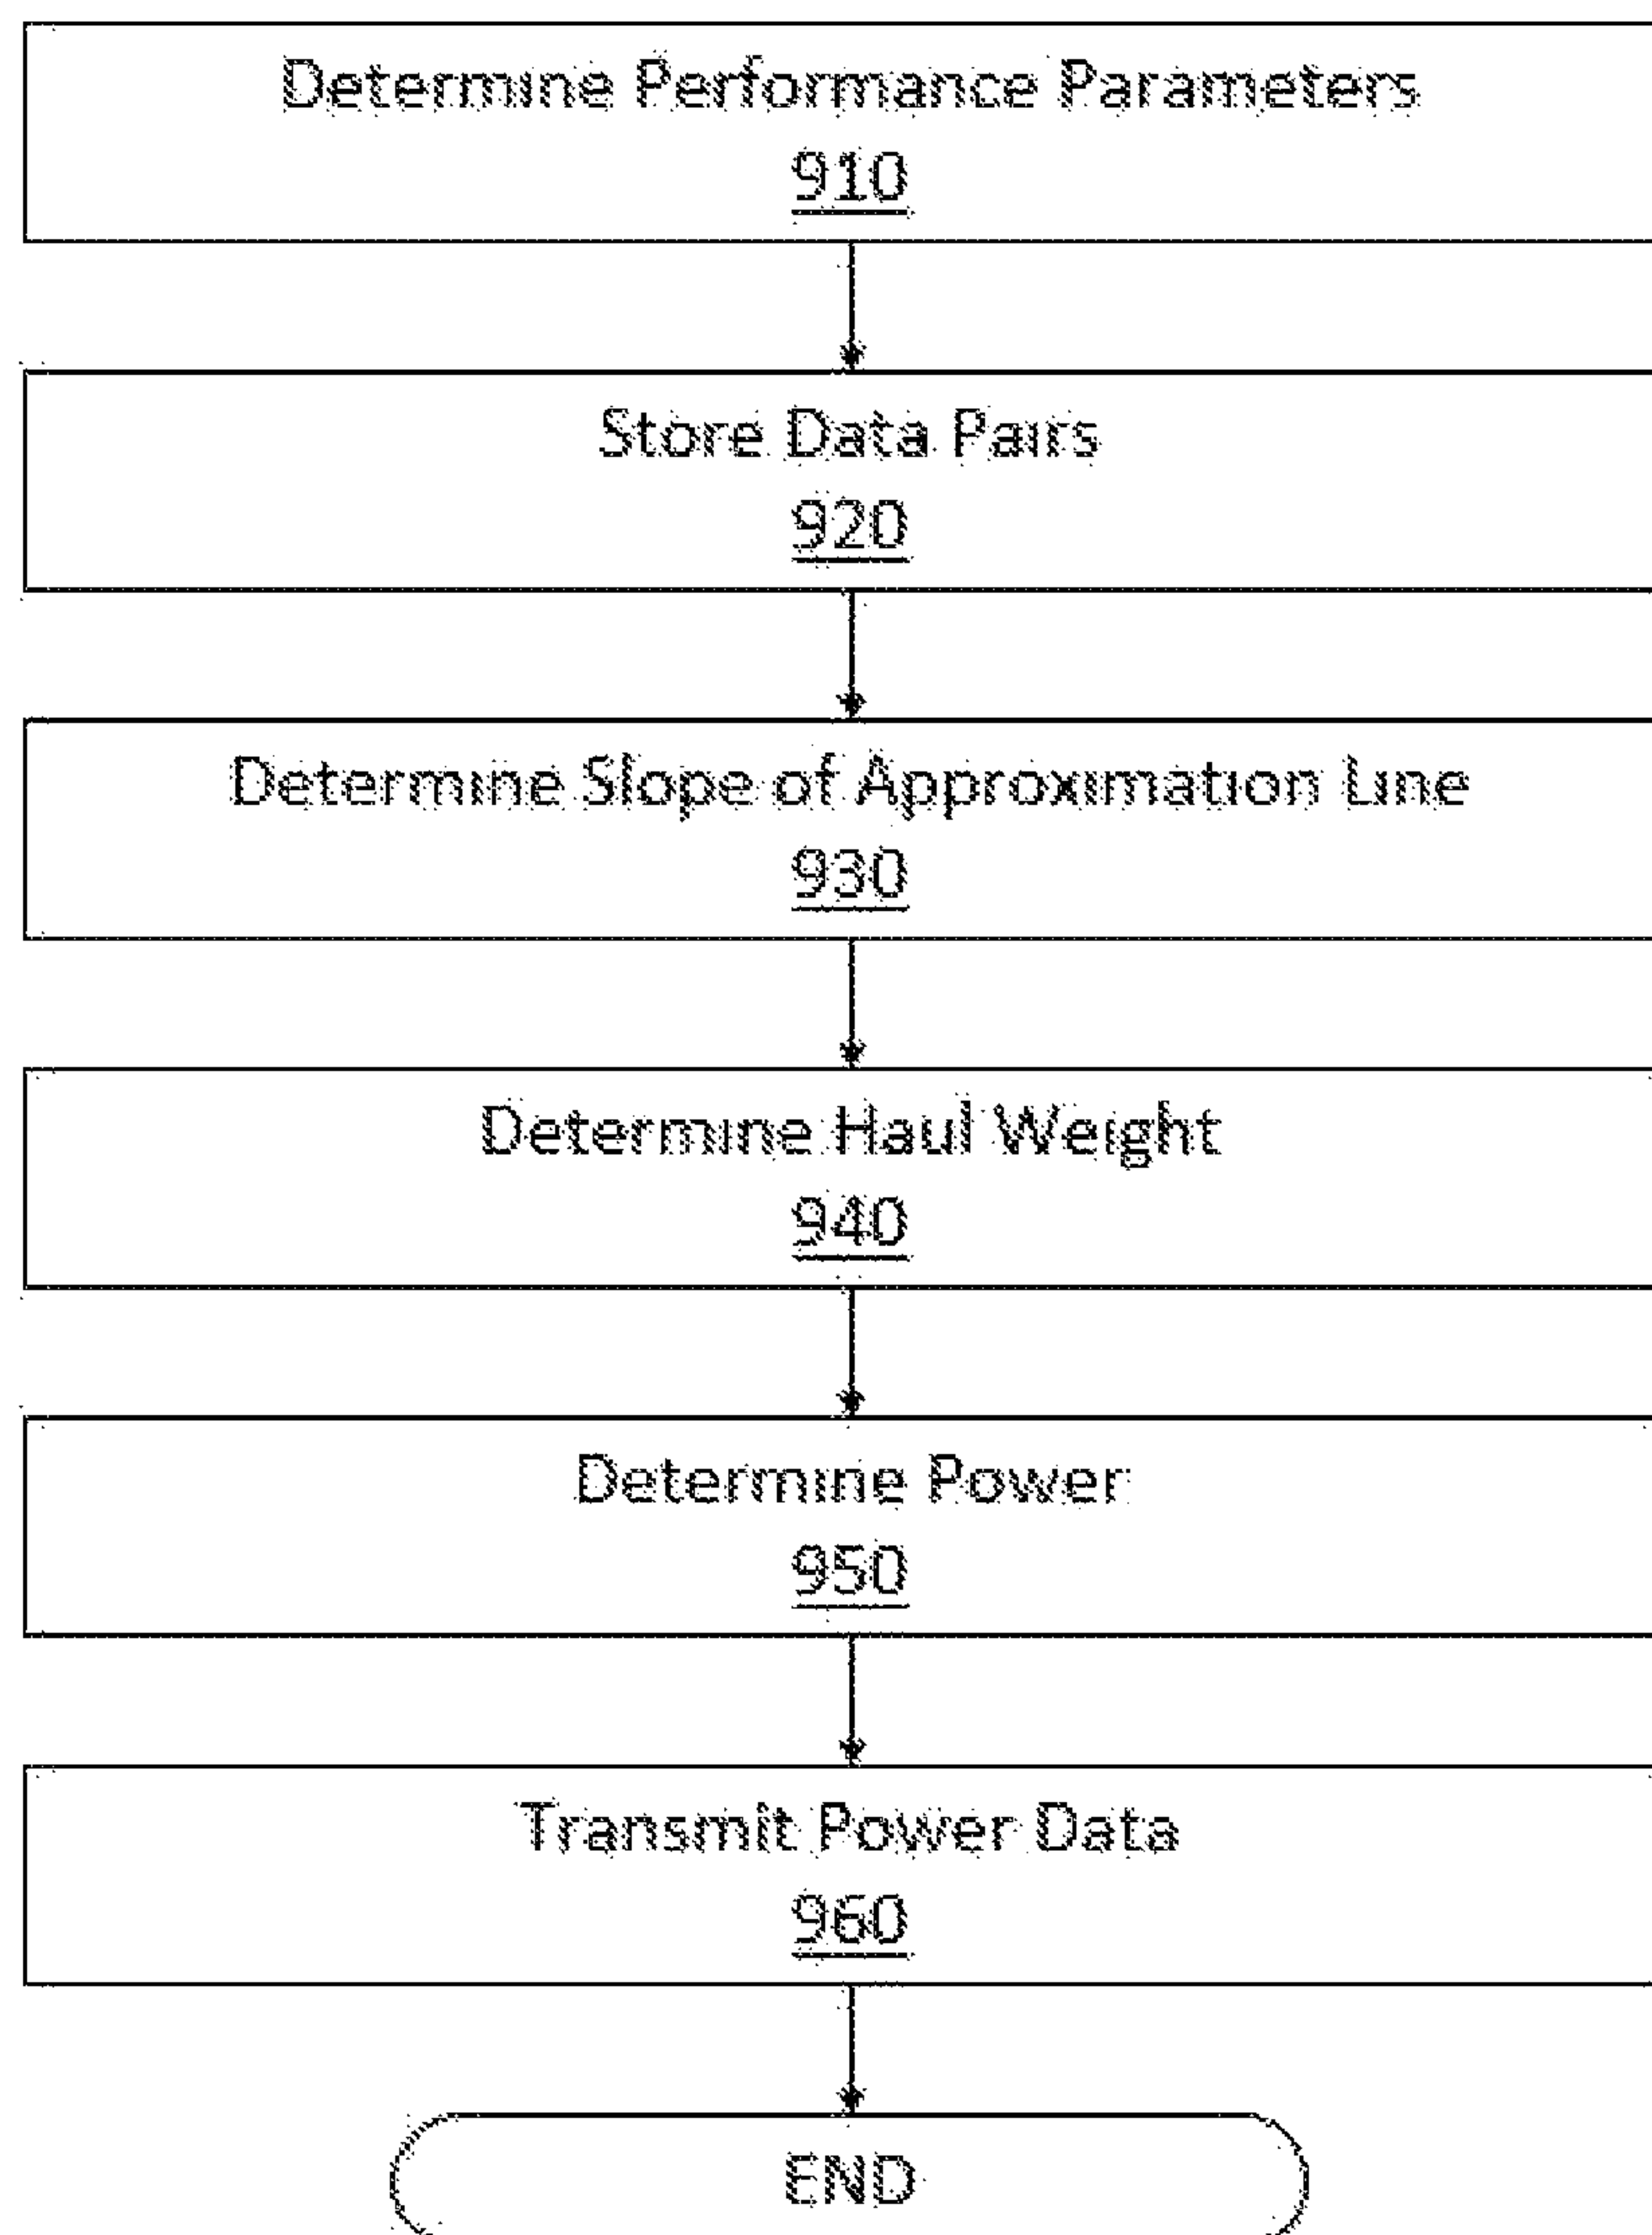 Determine Performance Parameters
910
Store Data Pairs
920
Determine Slope of Approximation Line
930
Determine Haul Weight
940
Determine Power
950
Transmit Power Data
960
END